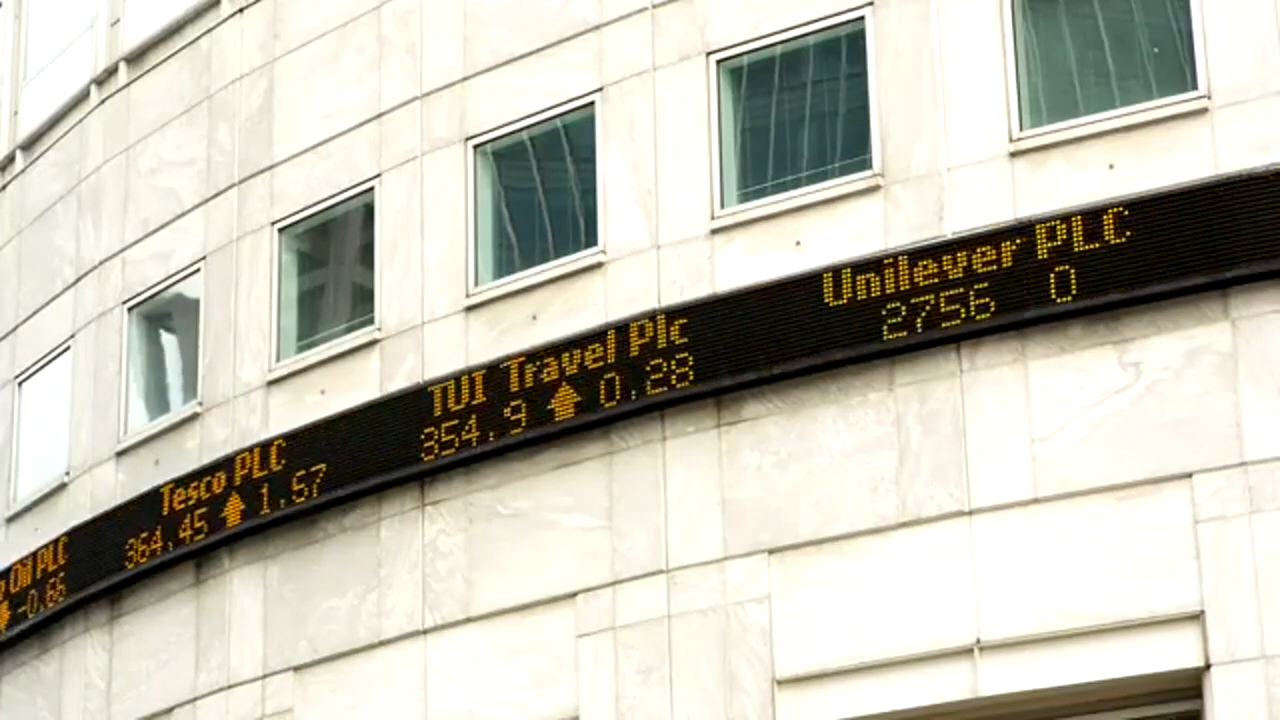 Oil PLC
-0.66
Tesco PLC
364.45 ⬆ 1.57
TUI Travel Plc
354.9 ⬆ 0.28
Unilever PLC
2756 0